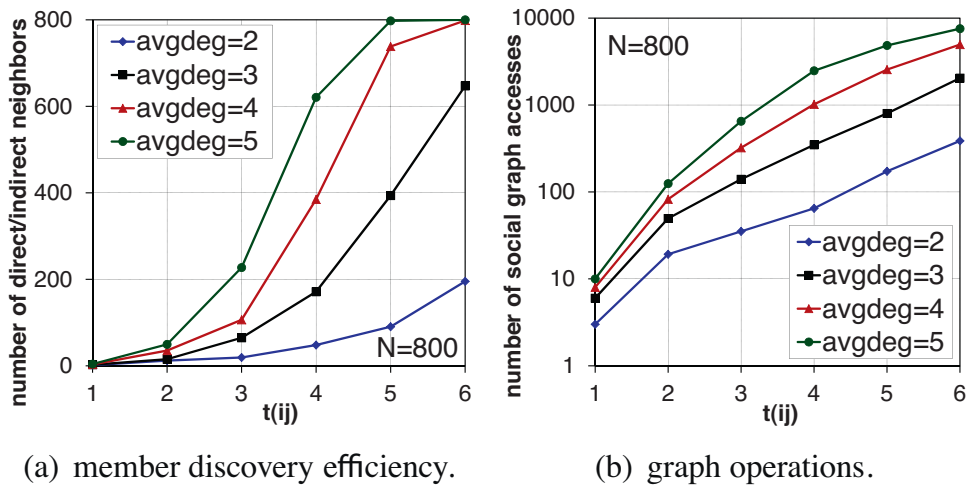 number of direct/indirect neighbors
800
600
400
200
0
avgdeg=2
avgdeg=3
avgdeg=4
avgdeg=5
N=800
1 2 3 4 5 6
t(ij)
(a) member discovery efficiency.
number of social graph accesses
10000
1000
100
10
1
N=800
avgdeg=2
avgdeg=3
avgdeg=4
avgdeg=5
1 2 3 4 5 6
t(ij)
(b) graph operations.